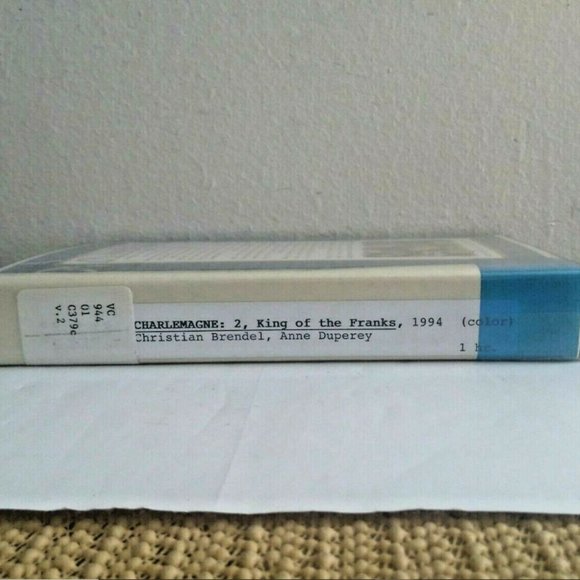 VC
944
01
C379c
v.2
CHARLEMAGNE: 2, King of the Franks, 1994 (color)
Christian Brendel, Anne Duperey
1 hr.